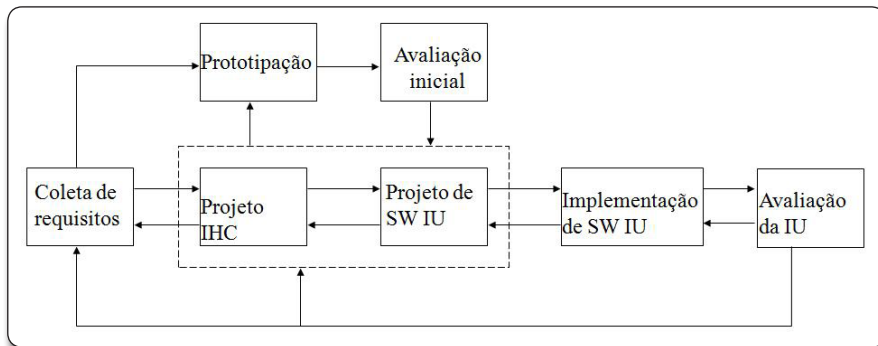 Prototipação
Avaliação
inicial
Coleta de
requisitos
Projeto
IHC
Projeto de
SW IU
Implementação
de SW IU
Avaliação
da IU